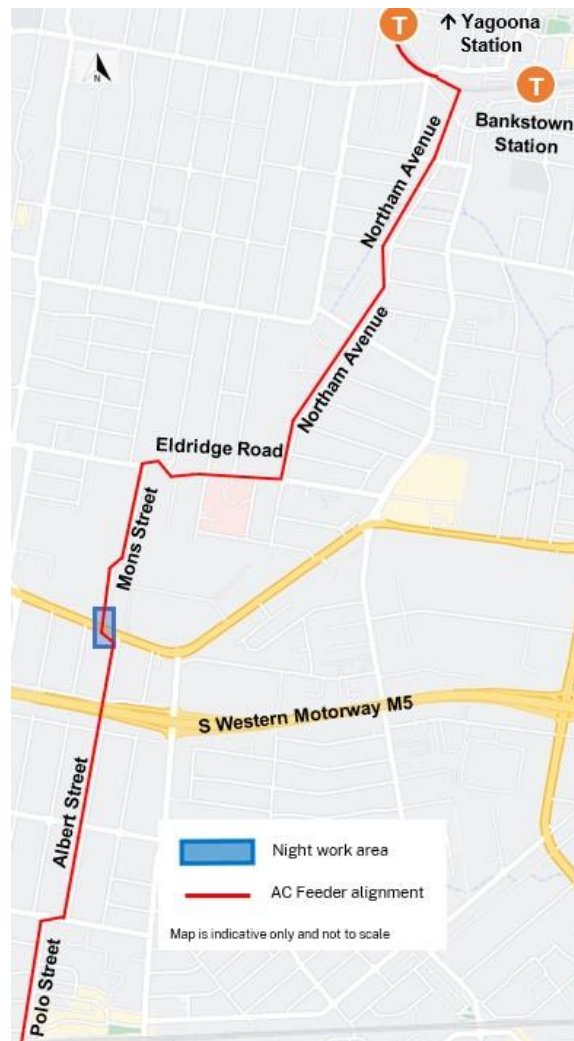 T
↑ Yagoona
Station
N
T
Bankstown
Station
Northam Avenue
Northam Avenue
Eldridge Road
Mons Street
S Western Motorway M5
Albert Street
Night work area
AC Feeder alignment
Map is indicative only and not to scale
Polo Street